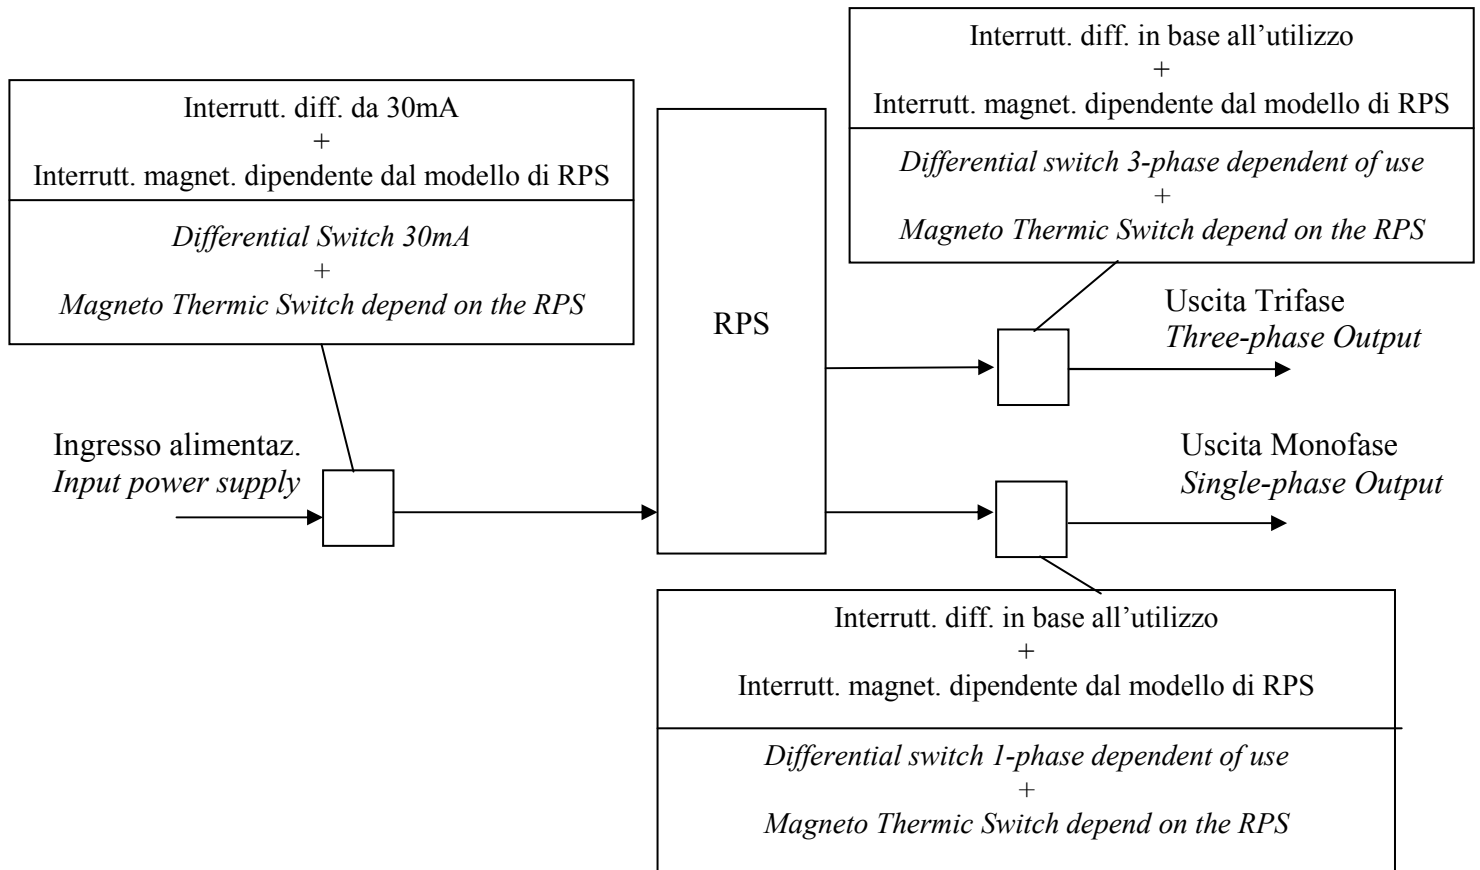 Interrutt. diff. da 30mA
+
Interrutt. magnet. dipendente dal modello di RPS
Differential Switch 30mA
+
Magneto Thermic Switch depend on the RPS
Interrutt. diff. in base all’utilizzo
+
Interrutt. magnet. dipendente dal modello di RPS
Differential switch 3-phase dependent of use
+
Magneto Thermic Switch depend on the RPS
RPS
Uscita Trifase
Three-phase Output
Ingresso alimentaz.
Input power supply
Uscita Monofase
Single-phase Output
Interrutt. diff. in base all’utilizzo
+
Interrutt. magnet. dipendente dal modello di RPS
Differential switch 1-phase dependent of use
+
Magneto Thermic Switch depend on the RPS